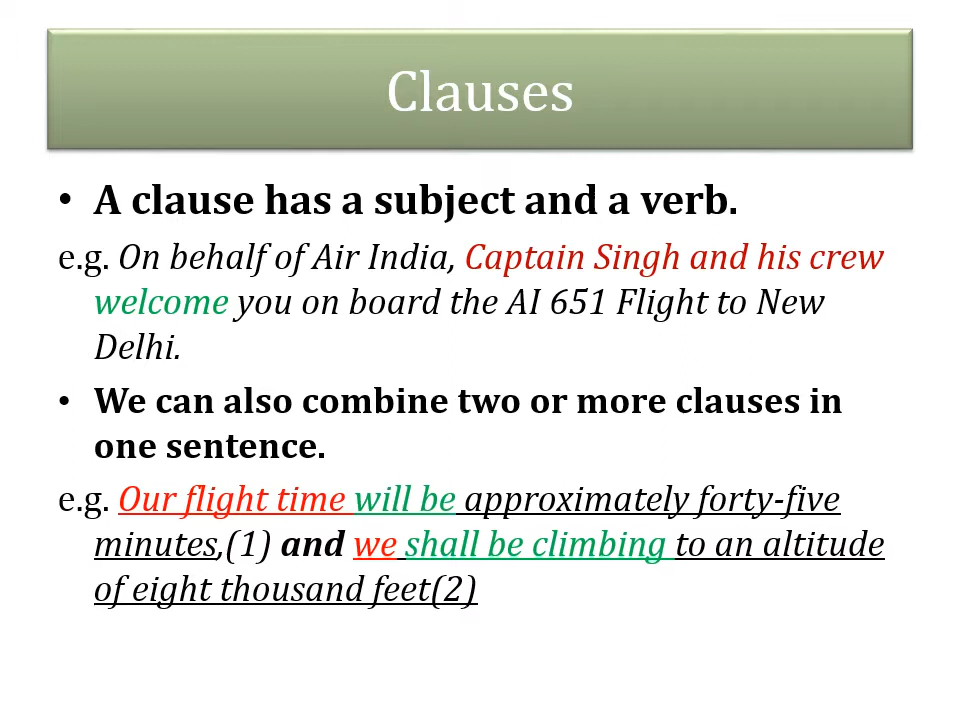 Clauses
• A clause has a subject and a verb.
e.g. On behalf of Air India, Captain Singh and his crew
welcome you on board the AI 651 Flight to New
Delhi.
• We can also combine two or more clauses in
one sentence.
e.g. Our flight time will be approximately forty-five
minutes,(1) and we shall be climbing to an altitude
of eight thousand feet(2)